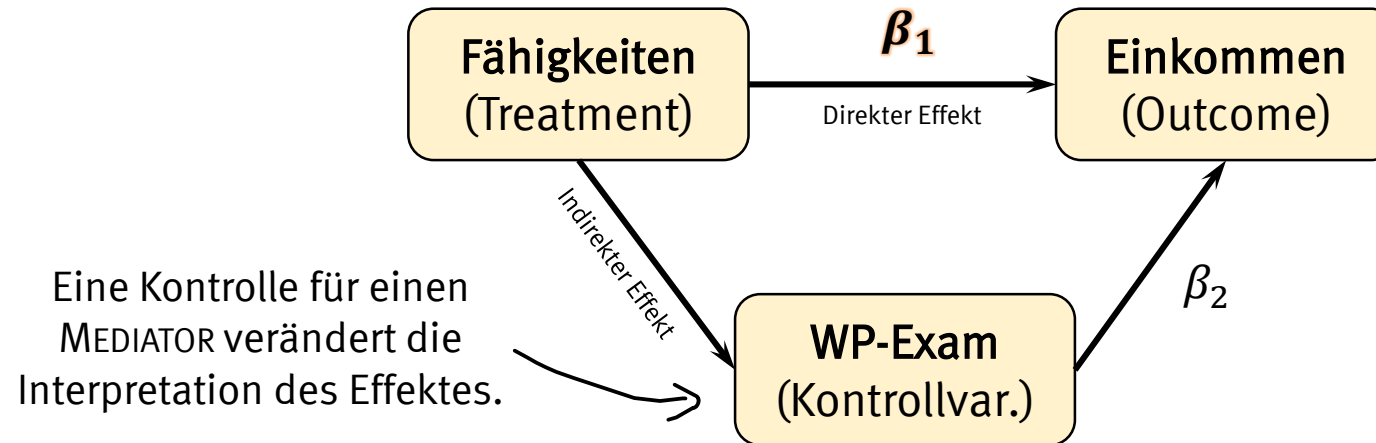 Fähigkeiten
(Treatment)
β₁
Direkter Effekt
Einkommen
(Outcome)
Indirekter Effekt
Eine Kontrolle für einen
MEDIATOR verändert die
Interpretation des Effektes.
WP-Exam
(Kontrollvar.)
β₂